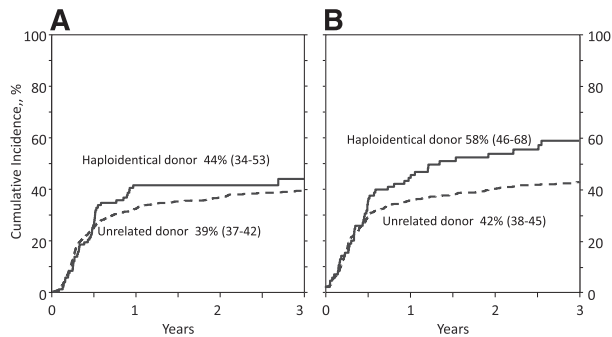 A
B
Cumulative Incidence,, %
100
80
60
40
20
0
Haploidentical donor 44% (34-53)
Unrelated donor 39% (37-42)
0
1
2
3
Years
100
80
60
40
20
0
Haploidentical donor 58% (46-68)
Unrelated donor 42% (38-45)
0
1
2
3
Years